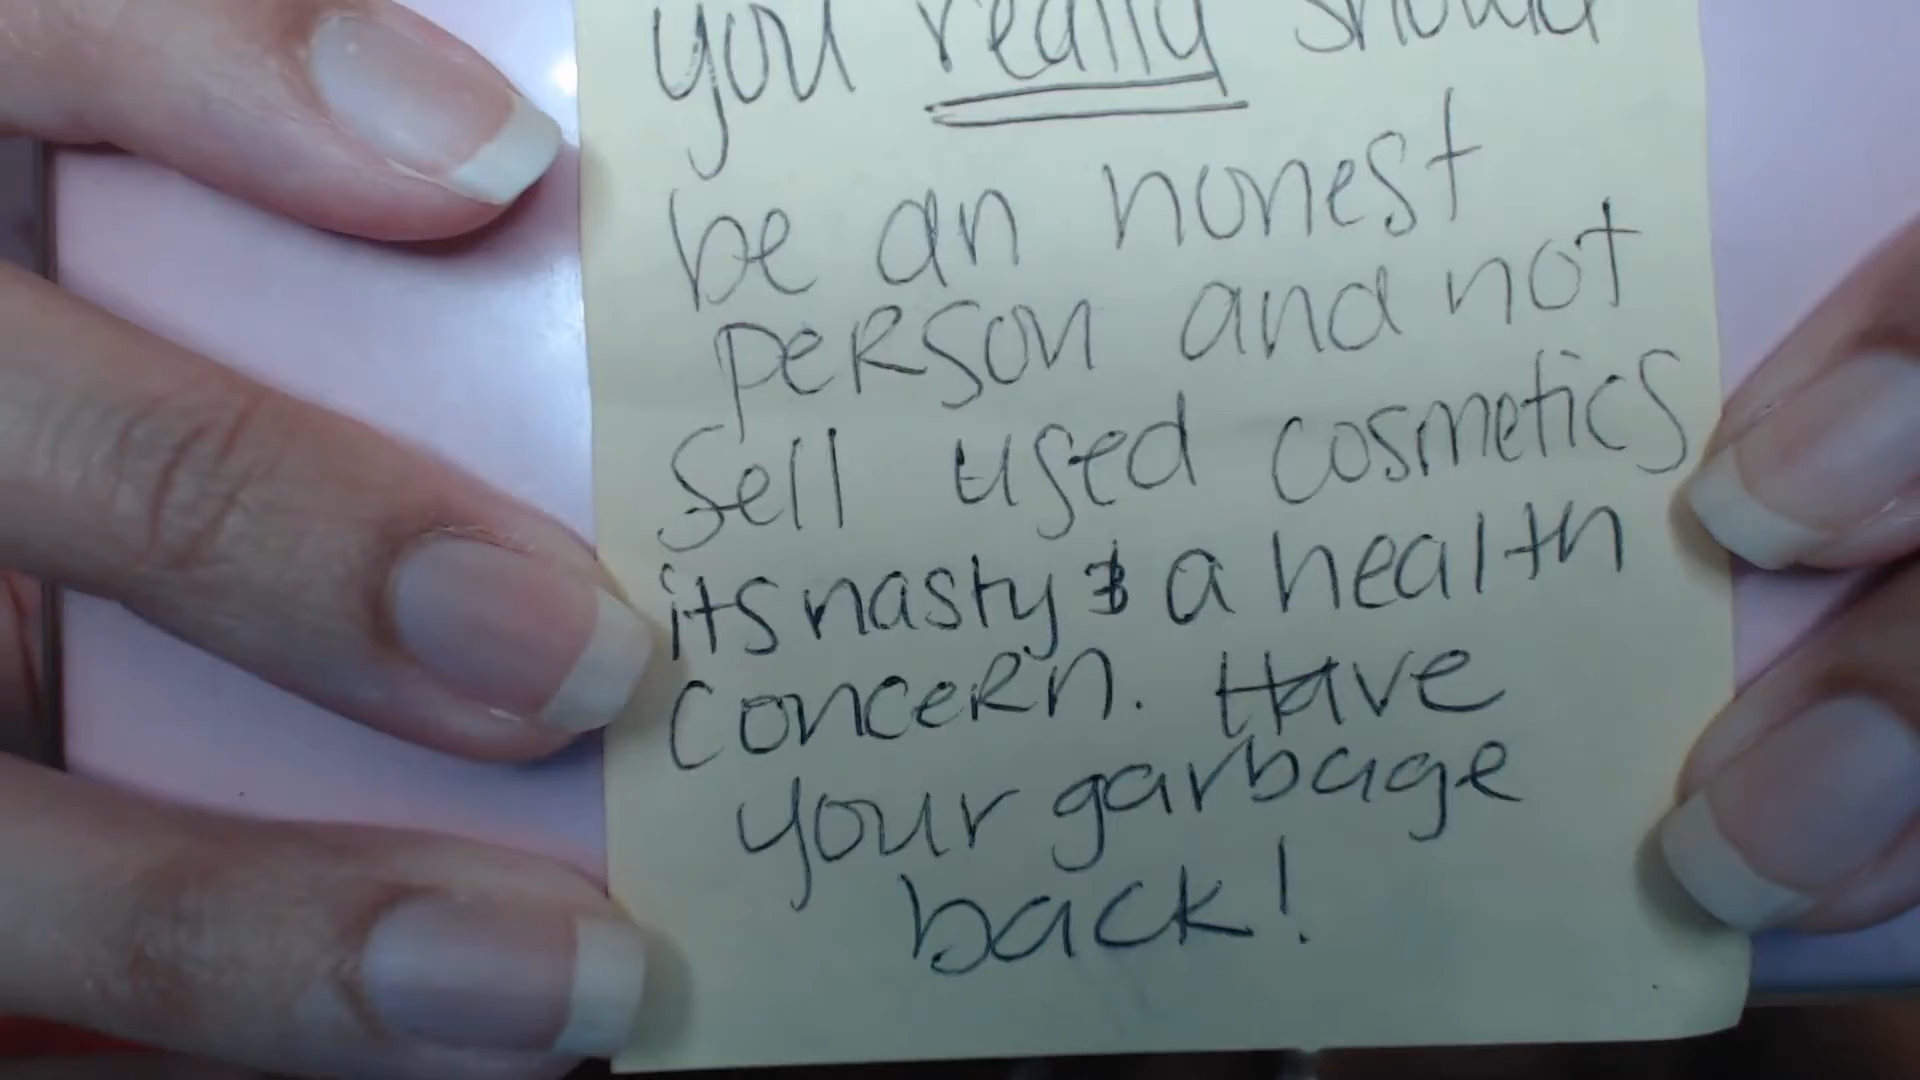 you really should
be an honest
peRson and not
Sell used cosmetics
its nasty & a health
conceRn. Have
your garbage
back!